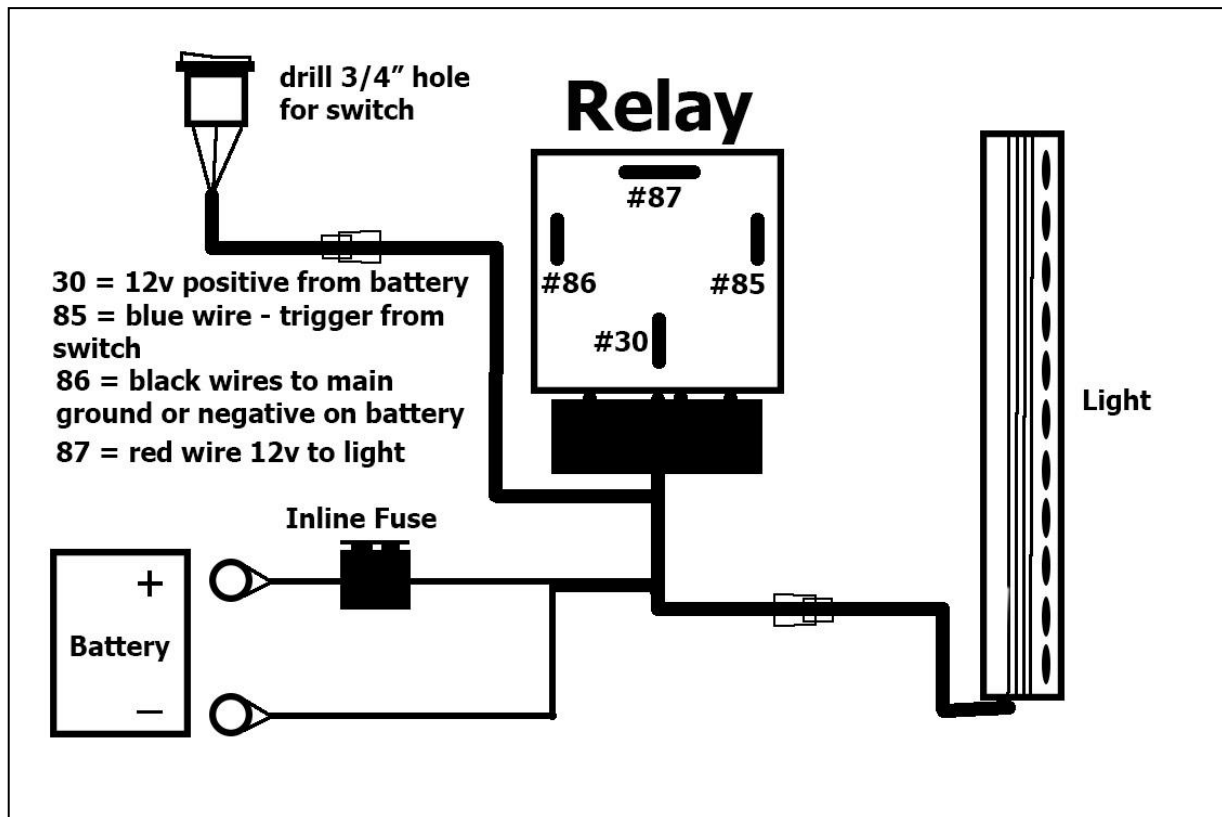 drill 3/4" hole
for switch
Relay
#87
#86
#85
#30
30 = 12v positive from battery
85 = blue wire - trigger from
switch
86 = black wires to main
ground or negative on battery
87 = red wire 12v to light
Light
Inline Fuse
+
Battery
−